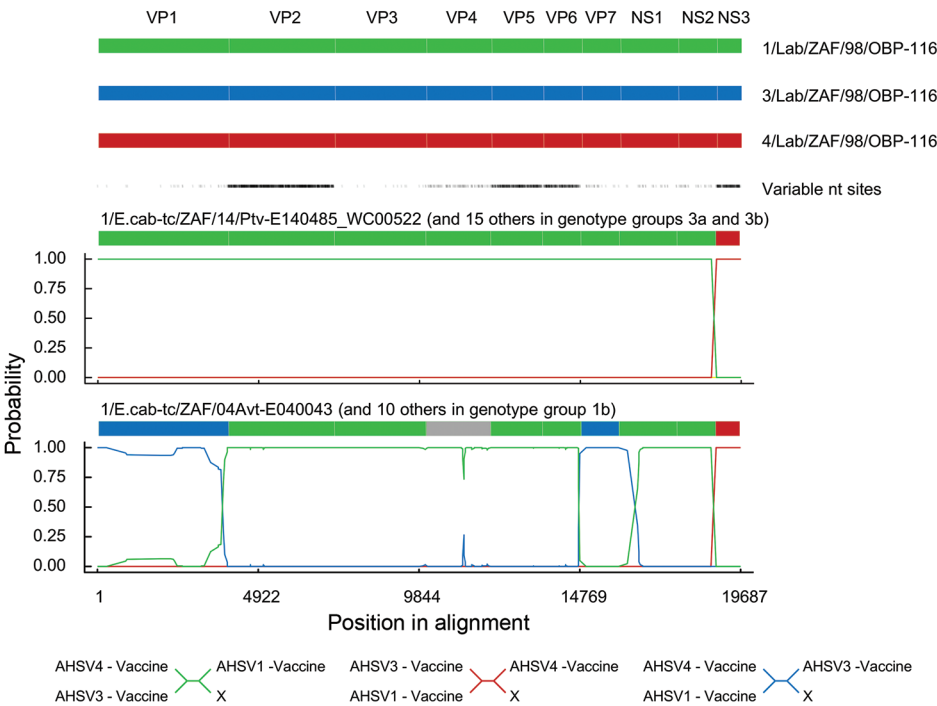 VP1 VP2 VP3 VP4 VP5 VP6 VP7 NS1 NS2 NS3
1/Lab/ZAF/98/OBP-116
3/Lab/ZAF/98/OBP-116
4/Lab/ZAF/98/OBP-116
Variable nt sites
1/E.cab-tc/ZAF/14/Ptv-E140485_WC00522 (and 15 others in genotype groups 3a and 3b)
1.00
0.75
0.50
0.25
0.00
Probability
1/E.cab-tc/ZAF/04Avt-E040043 (and 10 others in genotype group 1b)
1.00
0.75
0.50
0.25
0.00
1 4922 9844 14769 19687
Position in alignment
AHSV4 - Vaccine AHSV1 -Vaccine AHSV3 - Vaccine AHSV4 -Vaccine AHSV4 - Vaccine AHSV3 -Vaccine
AHSV3 - Vaccine X AHSV1 - Vaccine X AHSV1 - Vaccine X